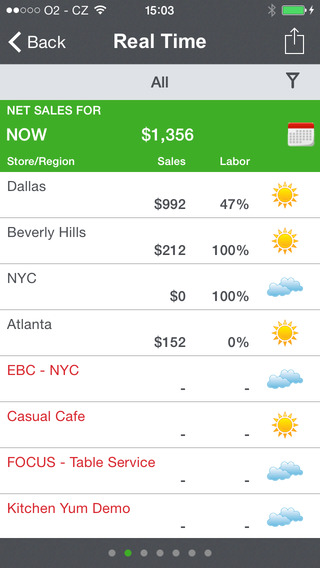 O2 - CZ 15:03
Back Real Time
All
NET SALES FOR
NOW $1,356
Store/Region Sales Labor
Dallas
$992 47%
Beverly Hills
$212 100%
NYC
$0 100%
Atlanta
$152 0%
EBC - NYC
- -
Casual Cafe
- -
FOCUS - Table Service
- -
Kitchen Yum Demo
- -